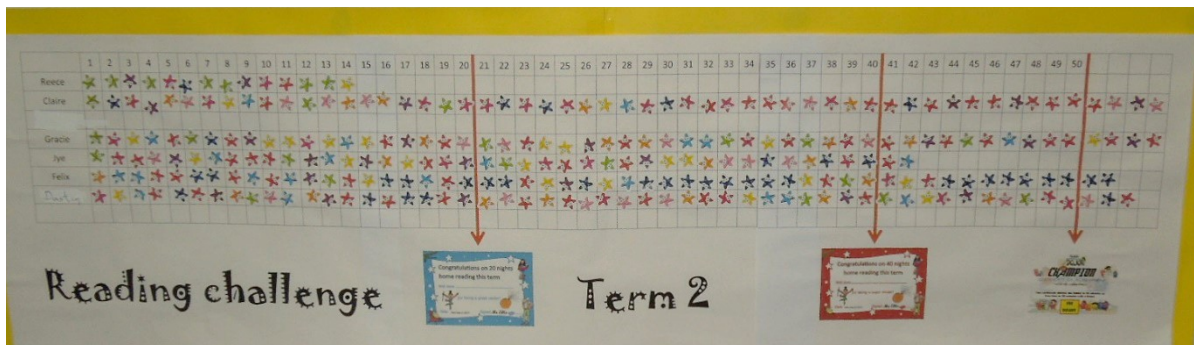 1 2 3 4 5 6 7 8 9 10 11 12 13 14 15 16 17 18 19 20 21 22 23 24 25 26 27 28 29 30 31 32 33 34 35 36 37 38 39 40 41 42 43 44 45 46 47 48 49 50
Reece
Claire
Gracie
Jye
Felix
Reading challenge
Congratulations on 20 nights
home reading this term
Term 2
Congratulations on 40 nights
home reading this term
CHAMPION